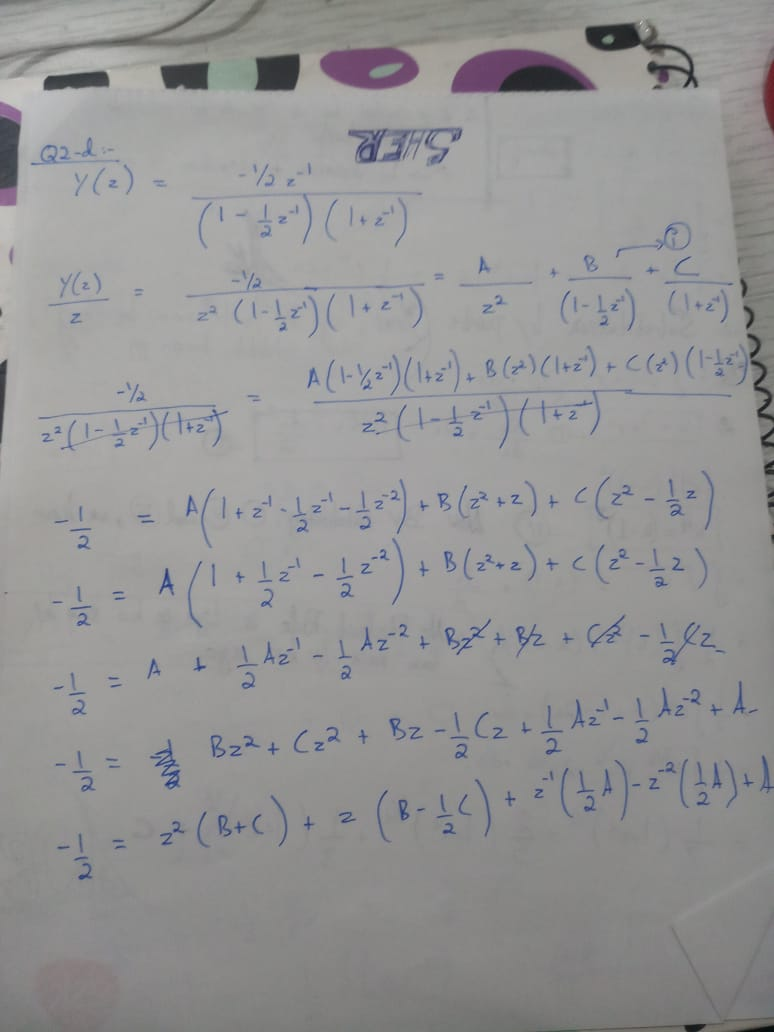 SHER
Q2-d:-
Y(z) = -1/2 z⁻¹ / (1 - 1/2 z⁻¹) (1 + z⁻¹)
Y(z)/z = -1/2 / z² (1 - 1/2 z⁻¹) (1 + z⁻¹) = A/z² + B/(1 - 1/2 z⁻¹) + C/(1 + z⁻¹) → ⓘ
-1/2 / z² (1 - 1/2 z⁻¹) (1 + z⁻¹) = A(1 - 1/2 z⁻¹)(1 + z⁻¹) + B(z²)(1 + z⁻¹) + C(z²)(1 - 1/2 z⁻¹) / z² (1 - 1/2 z⁻¹) (1 + z⁻¹)
-1/2 = A(1 + z⁻¹ - 1/2 z⁻¹ - 1/2 z⁻²) + B(z² + z) + C(z² - 1/2 z)
-1/2 = A(1 + 1/2 z⁻¹ - 1/2 z⁻²) + B(z² + z) + C(z² - 1/2 z)
-1/2 = A + 1/2 Az⁻¹ - 1/2 Az⁻² + Bz² + Bz + Cz² - 1/2 Cz
-1/2 = Bz² + Cz² + Bz - 1/2 Cz + 1/2 Az⁻¹ - 1/2 Az⁻² + A
-1/2 = z² (B + C) + z (B - 1/2 C) + z⁻¹ (1/2 A) - z⁻² (1/2 A) + A